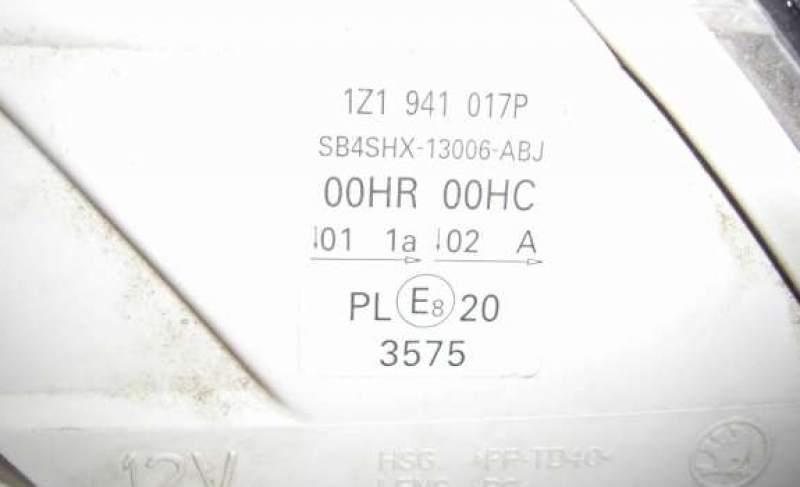 1Z1 941 017P
SB4SHX-13006-ABJ
00HR 00HC
↓01 1a ↓02 A
PL E8 20
3575
12V HSG